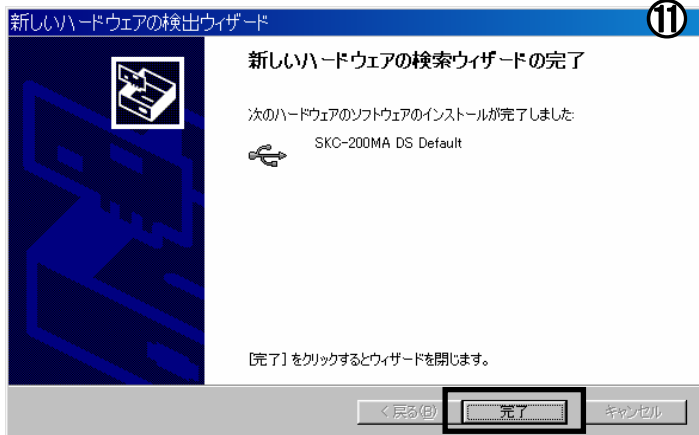 新しいハードウェアの検出ウィザード
⑪
新しいハードウェアの検索ウィザードの完了
次のハードウェアのソフトウェアのインストールが完了しました:
SKC-200MA DS Default
[完了] をクリックするとウィザードを閉じます。
< 戻る(B)
完了
キャンセル